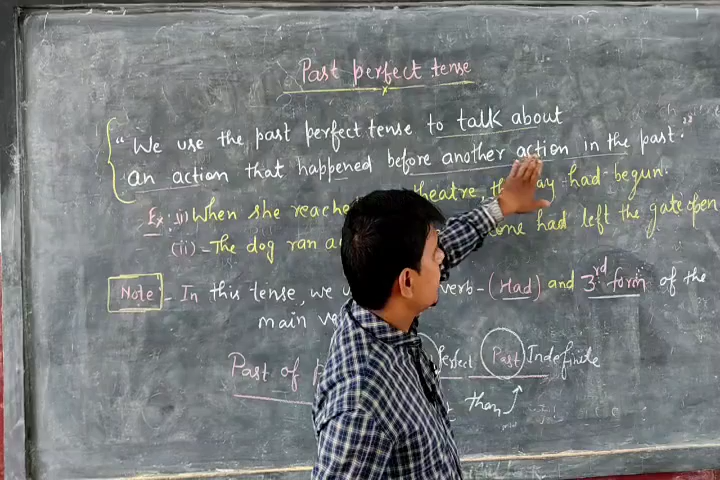 Past perfect tense
"We use the past perfect tense to talk about
an action that happened before another action in the past."
Ex:(i) When she reache theatre, the ay had begun.
(ii) - The dog ran a one had left the gate open
Note - In this tense, we u verb - (Had) and 3rd form of the
main ve
Past of p erfect Past Indefinite
than